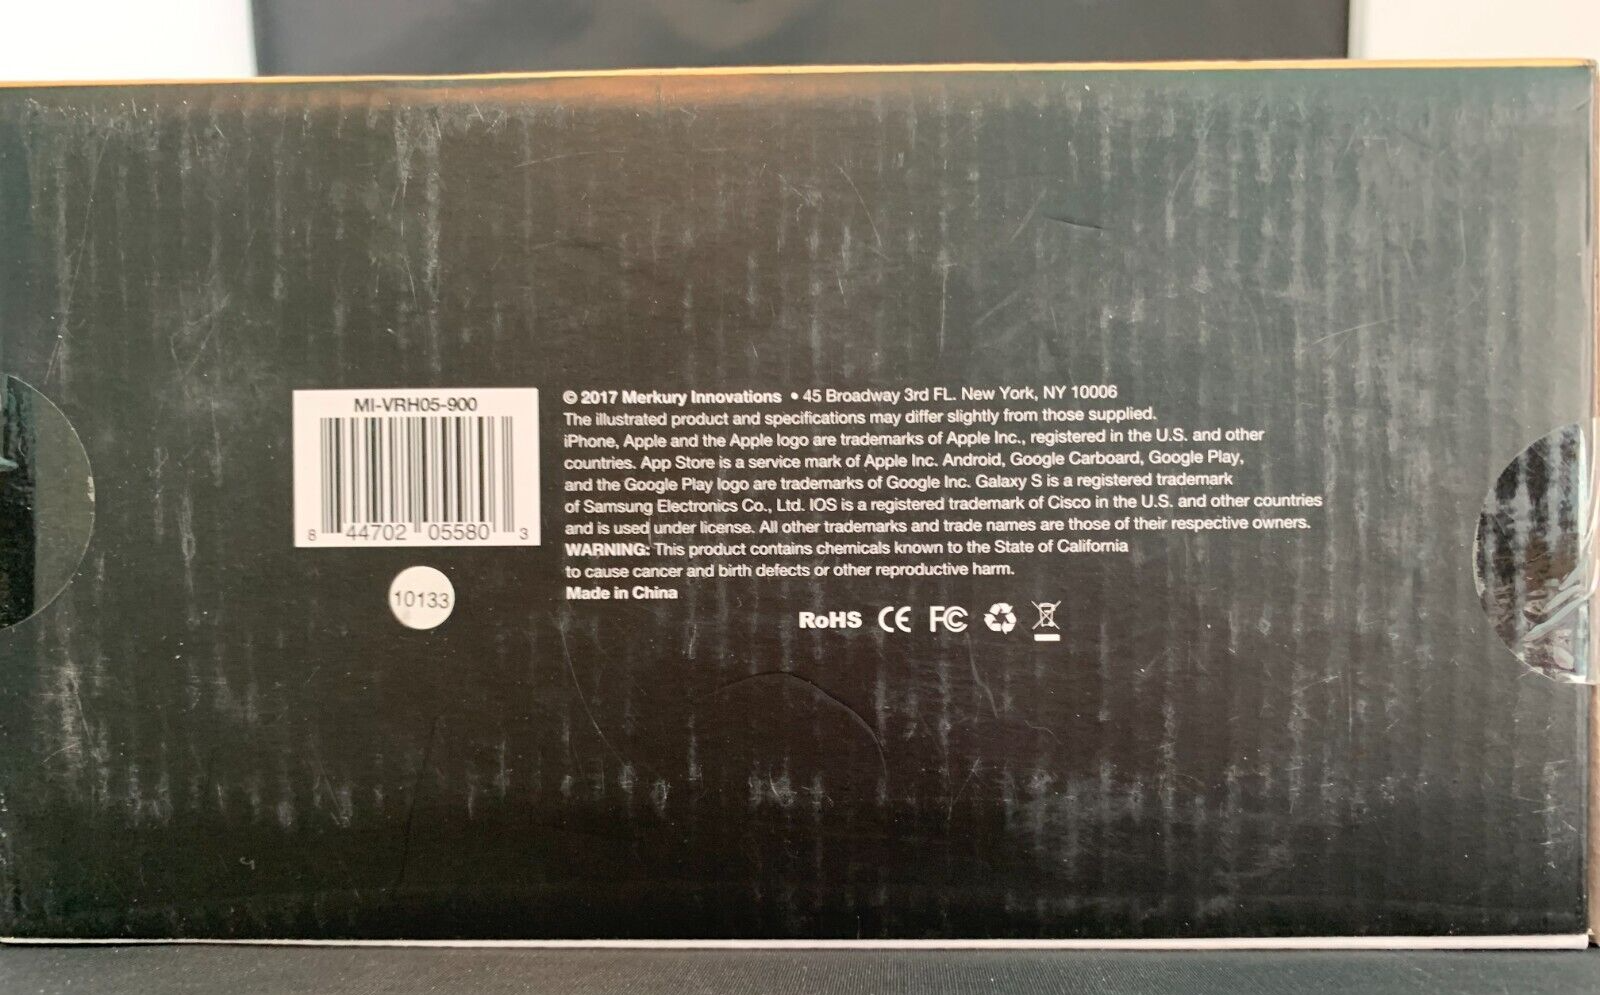 MI-VRH05-900
8 44702 05580 3
10133
© 2017 Merkury Innovations • 45 Broadway 3rd FL. New York, NY 10006
The illustrated product and specifications may differ slightly from those supplied.
iPhone, Apple and the Apple logo are trademarks of Apple Inc., registered in the U.S. and other
countries. App Store is a service mark of Apple Inc. Android, Google Carboard, Google Play,
and the Google Play logo are trademarks of Google Inc. Galaxy S is a registered trademark
of Samsung Electronics Co., Ltd. IOS is a registered trademark of Cisco in the U.S. and other countries
and is used under license. All other trademarks and trade names are those of their respective owners.
WARNING: This product contains chemicals known to the State of California
to cause cancer and birth defects or other reproductive harm.
Made in China
RoHS CE FC